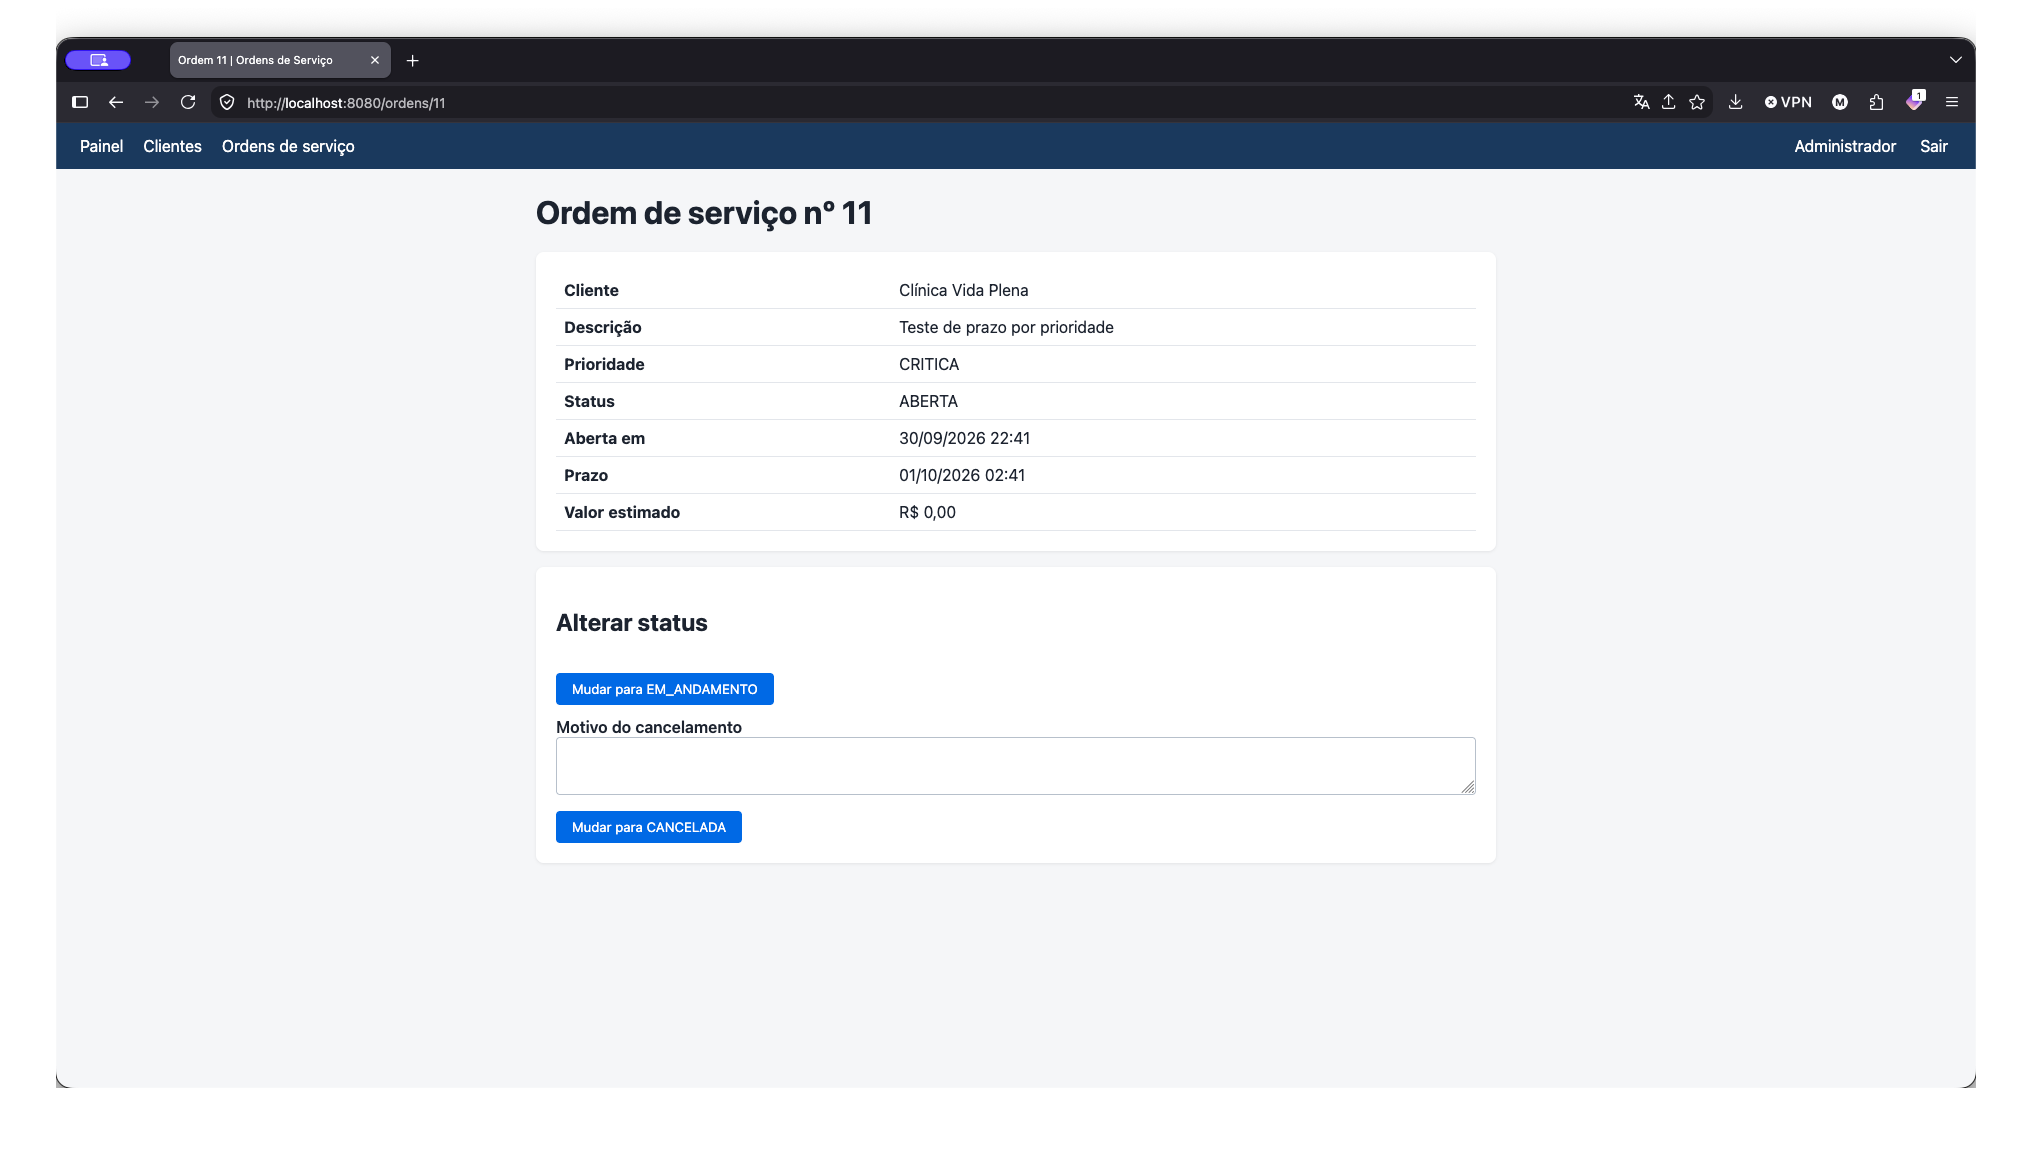 Ordem 11 | Ordens de Serviço
http://localhost:8080/ordens/11
VPN
M
1
Painel Clientes Ordens de serviço Administrador Sair
Ordem de serviço nº 11
Cliente Clínica Vida Plena
Descrição Teste de prazo por prioridade
Prioridade CRITICA
Status ABERTA
Aberta em 30/09/2026 22:41
Prazo 01/10/2026 02:41
Valor estimado R$ 0,00
Alterar status
Mudar para EM_ANDAMENTO
Motivo do cancelamento
Mudar para CANCELADA